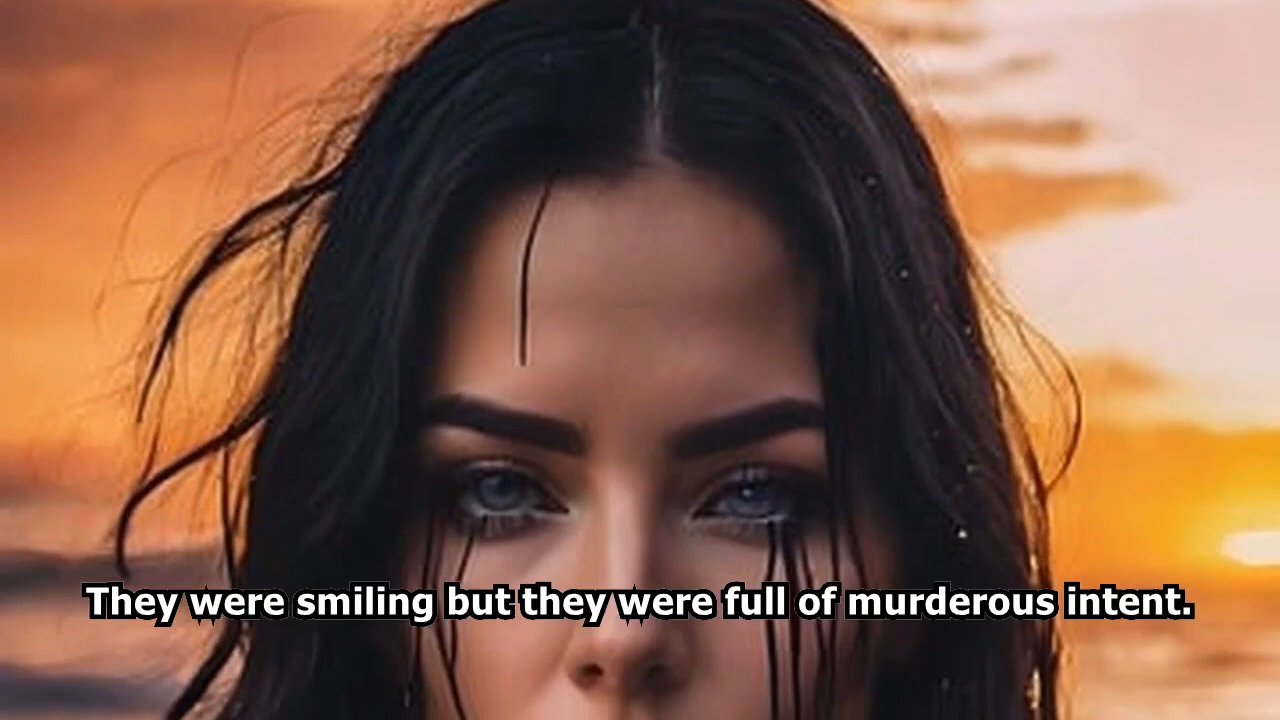 They were smiling but they were full of murderous intent.